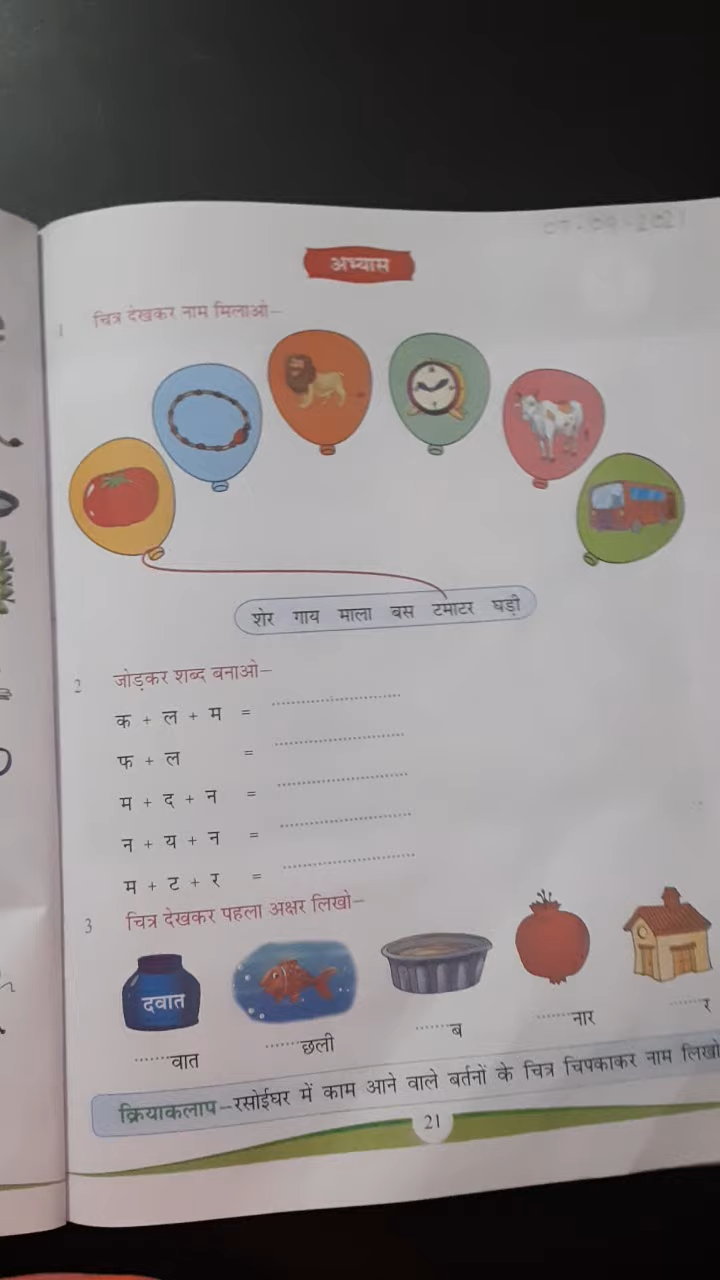 अभ्यास
1 चित्र देखकर नाम मिलाओ–
शेर गाय माला बस टमाटर घड़ी
2 जोड़कर शब्द बनाओ–
क + ल + म = ....................
फ + ल = ....................
म + द + न = ....................
न + य + न = ....................
म + ट + र = ....................
3 चित्र देखकर पहला अक्षर लिखो–
दवात
.......वात .......छली .......ब .......नार .......र
क्रियाकलाप–रसोईघर में काम आने वाले बर्तनों के चित्र चिपकाकर नाम लिखो
21